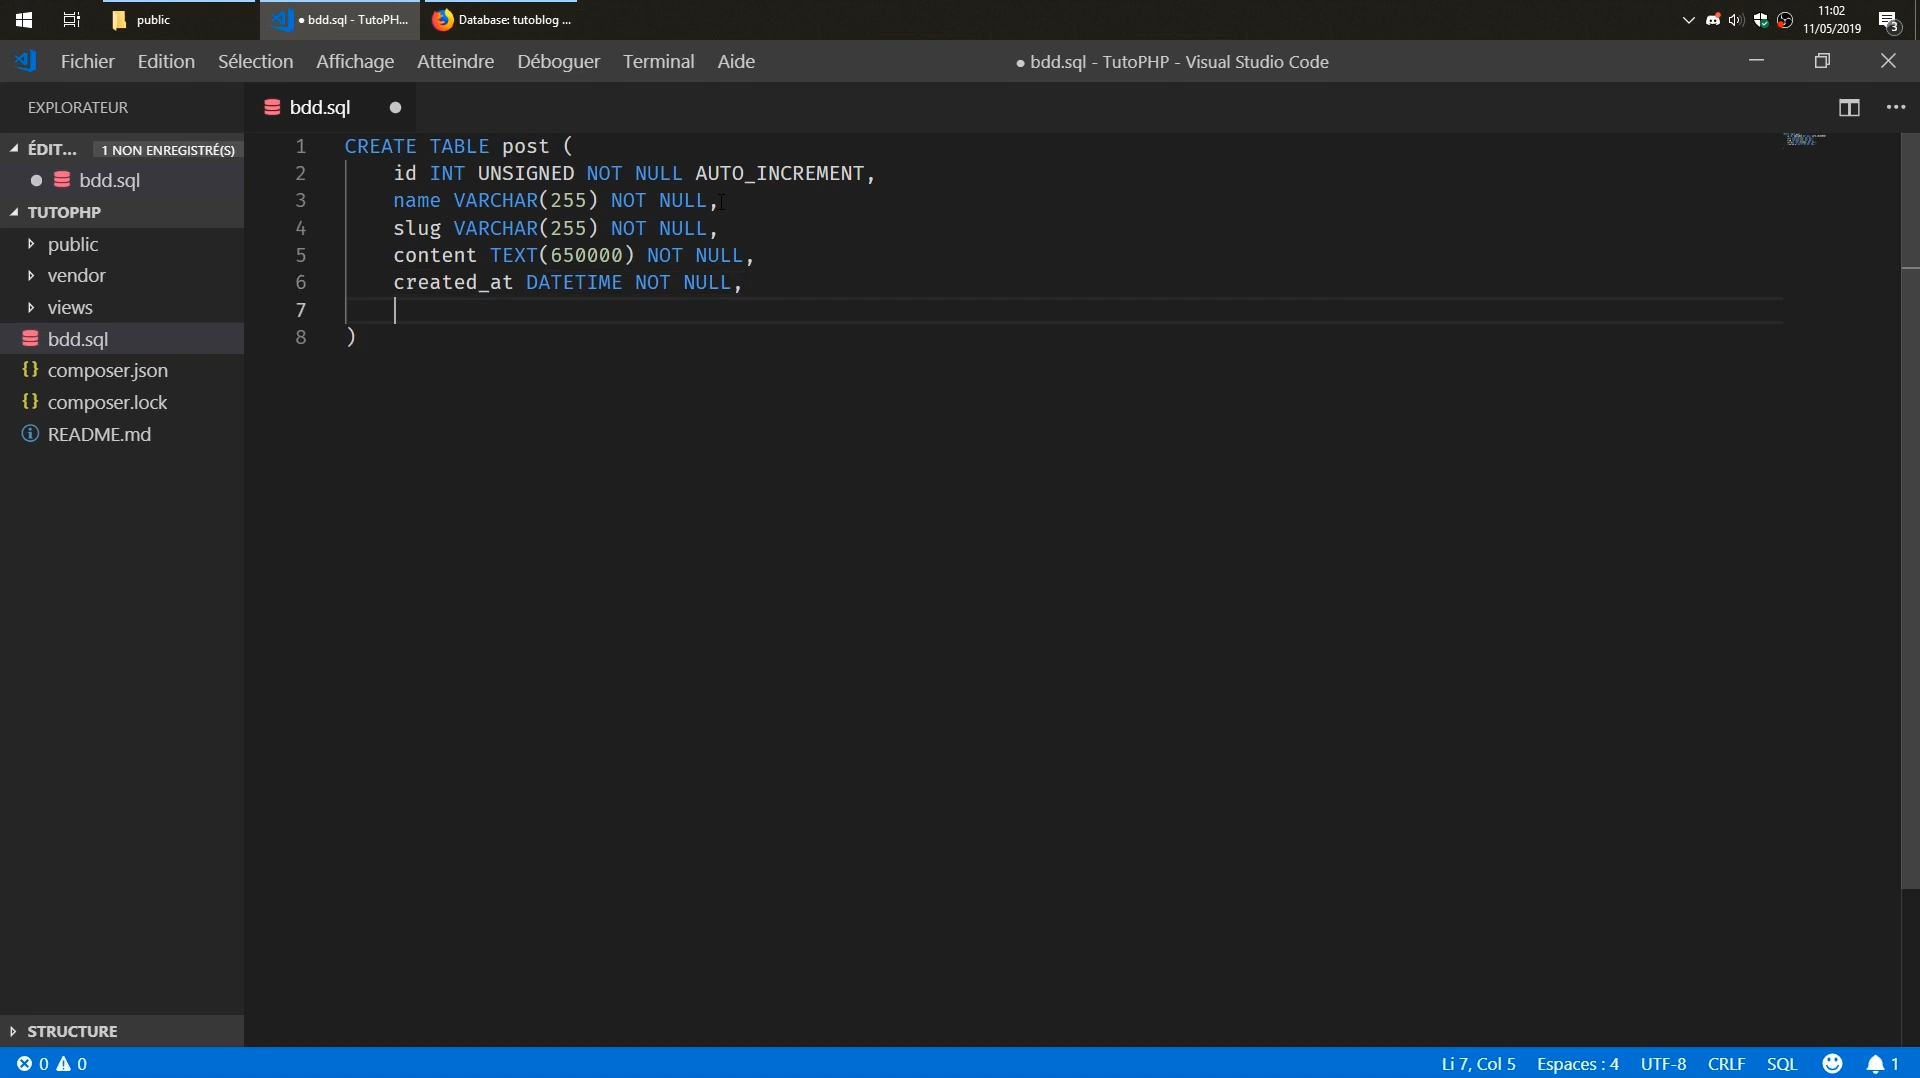 public
● bdd.sql - TutoPH...
Database: tutoblog ...
11:02
11/05/2019
3
Fichier Edition Sélection Affichage Atteindre Déboguer Terminal Aide
● bdd.sql - TutoPHP - Visual Studio Code
EXPLORATEUR
bdd.sql
ÉDIT... 1 NON ENREGISTRÉ(S)
bdd.sql
TUTOPHP
public
vendor
views
bdd.sql
composer.json
composer.lock
README.md
STRUCTURE
1 CREATE TABLE post (
2 id INT UNSIGNED NOT NULL AUTO_INCREMENT,
3 name VARCHAR(255) NOT NULL,
4 slug VARCHAR(255) NOT NULL,
5 content TEXT(650000) NOT NULL,
6 created_at DATETIME NOT NULL,
7
8 )
0 0
Li 7, Col 5 Espaces : 4 UTF-8 CRLF SQL 1